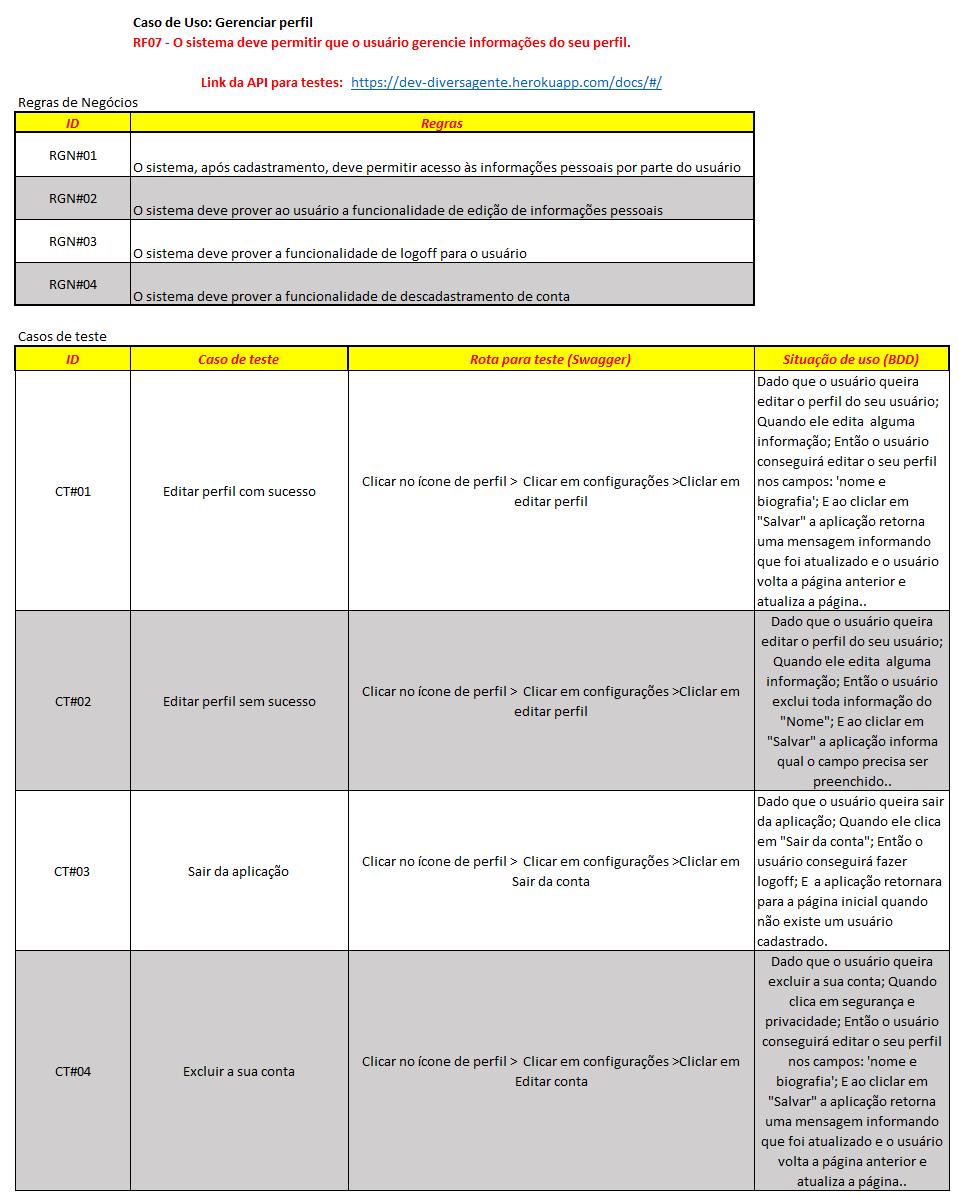 Caso de Uso: Gerenciar perfil
RF07 - O sistema deve permitir que o usuário gerencie informações do seu perfil.
Link da API para testes: https://dev-diversagente.herokuapp.com/docs/#/
Regras de Negócios
ID Regras
RGN#01
O sistema, após cadastramento, deve permitir acesso às informações pessoais por parte do usuário
RGN#02
O sistema deve prover ao usuário a funcionalidade de edição de informações pessoais
RGN#03
O sistema deve prover a funcionalidade de logoff para o usuário
RGN#04
O sistema deve prover a funcionalidade de descadastramento de conta
Casos de teste
ID Caso de teste Rota para teste (Swagger) Situação de uso (BDD)
CT#01
Editar perfil com sucesso
Clicar no ícone de perfil > Clicar em configurações >Cliclar em
editar perfil
Dado que o usuário queira
editar o perfil do seu usuário;
Quando ele edita alguma
informação; Então o usuário
conseguirá editar o seu perfil
nos campos: 'nome e
biografia'; E ao cliclar em
"Salvar" a aplicação retorna
uma mensagem informando
que foi atualizado e o usuário
volta a página anterior e
atualiza a página..
CT#02
Editar perfil sem sucesso
Clicar no ícone de perfil > Clicar em configurações >Cliclar em
editar perfil
Dado que o usuário queira
editar o perfil do seu usuário;
Quando ele edita alguma
informação; Então o usuário
exclui toda informação do
"Nome"; E ao cliclar em
"Salvar" a aplicação informa
qual o campo precisa ser
preenchido..
CT#03
Sair da aplicação
Clicar no ícone de perfil > Clicar em configurações >Cliclar em
Sair da conta
Dado que o usuário queira sair
da aplicação; Quando ele clica
em "Sair da conta"; Então o
usuário conseguirá fazer
logoff; E a aplicação retornara
para a página inicial quando
não existe um usuário
cadastrado.
CT#04
Excluir a sua conta
Clicar no ícone de perfil > Clicar em configurações >Cliclar em
Editar conta
Dado que o usuário queira
excluir a sua conta; Quando
clica em segurança e
privacidade; Então o usuário
conseguirá editar o seu perfil
nos campos: 'nome e
biografia'; E ao cliclar em
"Salvar" a aplicação retorna
uma mensagem informando
que foi atualizado e o usuário
volta a página anterior e
atualiza a página..